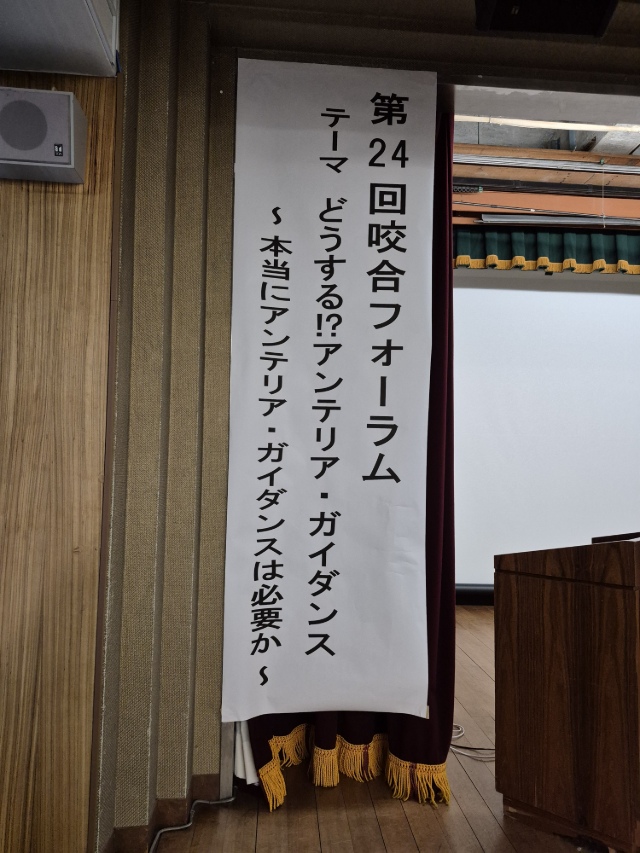 第24回咬合フォーラム
テーマ　どうする!?アンテリア・ガイダンス
～本当にアンテリア・ガイダンスは必要か～